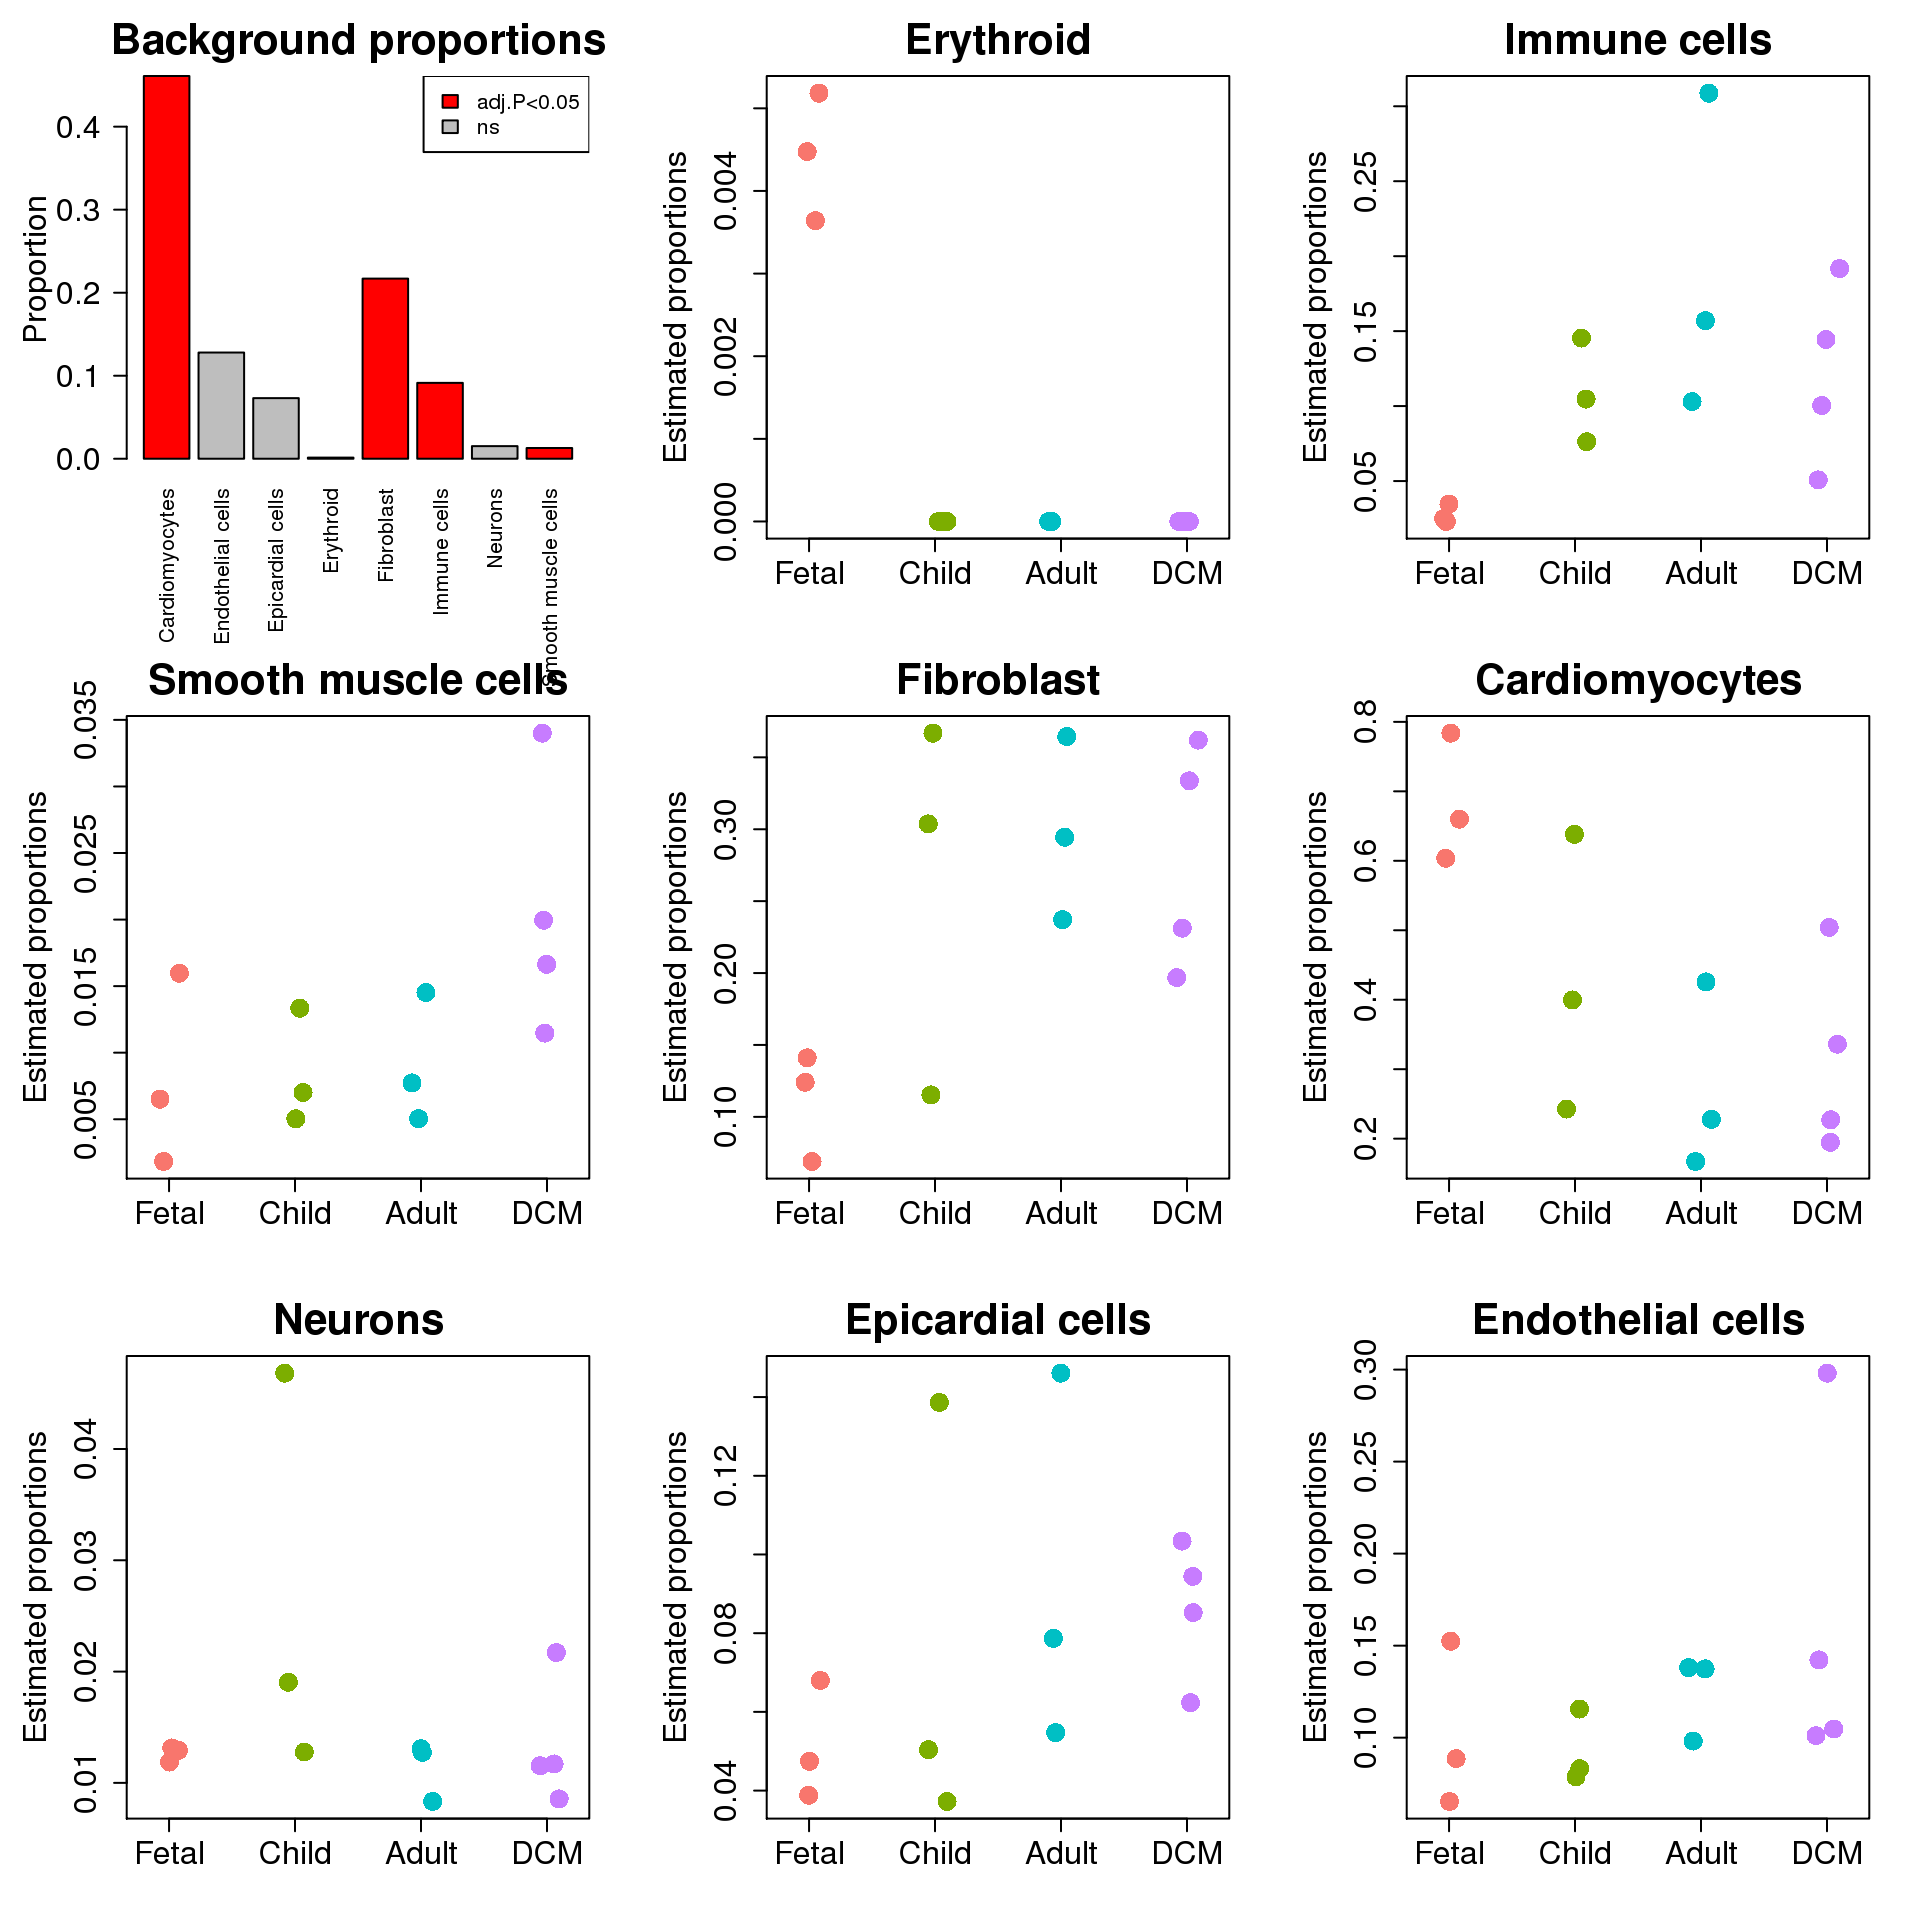 Background proportions
Proportion
0.4
0.3
0.2
0.1
0.0
adj.P<0.05
ns
Cardiomyocytes
Endothelial cells
Epicardial cells
Erythroid
Fibroblast
Immune cells
Neurons
Smooth muscle cells
Erythroid
Estimated proportions
0.004
0.002
0.000
Fetal Child Adult DCM
Immune cells
Estimated proportions
0.25
0.15
0.05
Fetal Child Adult DCM
Smooth muscle cells
Estimated proportions
0.035
0.025
0.015
0.005
Fetal Child Adult DCM
Fibroblast
Estimated proportions
0.30
0.20
0.10
Fetal Child Adult DCM
Cardiomyocytes
Estimated proportions
0.8
0.6
0.4
0.2
Fetal Child Adult DCM
Neurons
Estimated proportions
0.04
0.03
0.02
0.01
Fetal Child Adult DCM
Epicardial cells
Estimated proportions
0.12
0.08
0.04
Fetal Child Adult DCM
Endothelial cells
Estimated proportions
0.30
0.25
0.20
0.15
0.10
Fetal Child Adult DCM